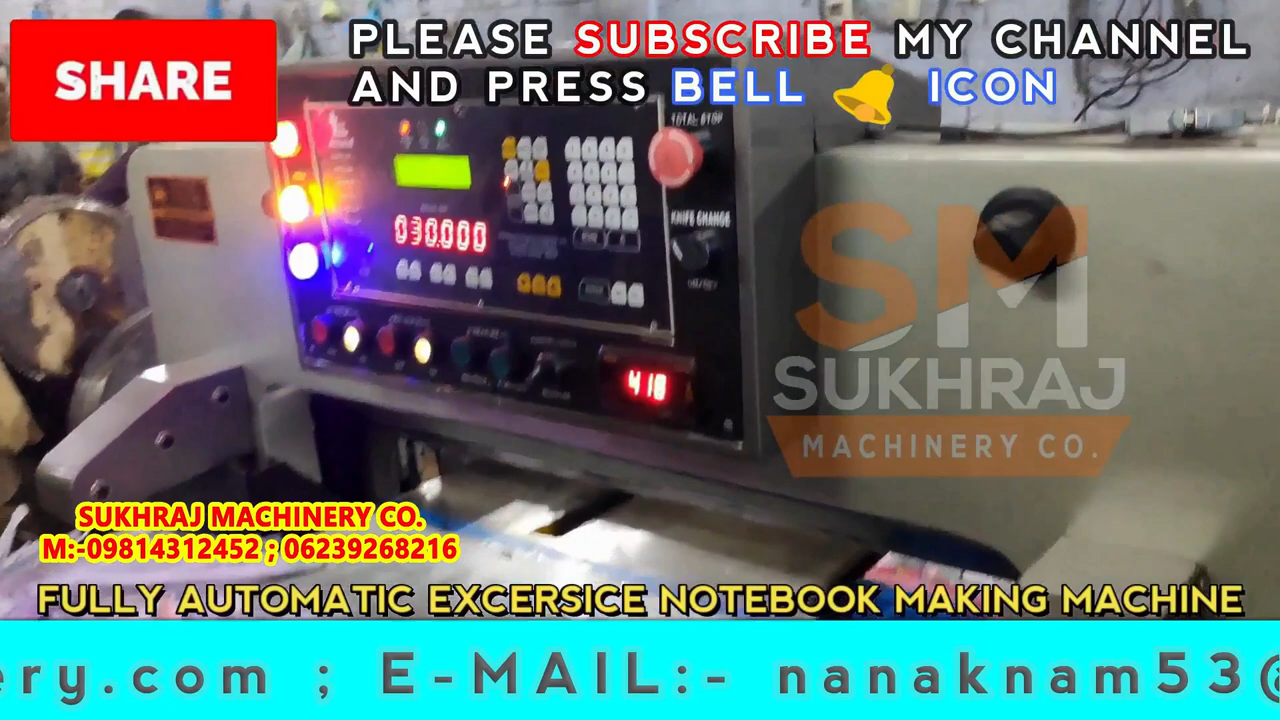 SHARE
PLEASE SUBSCRIBE MY CHANNEL
AND PRESS BELL 🔔 ICON
TOTAL STOP
030.000
KNIFE CHANGE
418
SM
SUKHRAJ
MACHINERY CO.
SUKHRAJ MACHINERY CO.
M:-09814312452 ; 06239268216
FULLY AUTOMATIC EXCERSICE NOTEBOOK MAKING MACHINE
ery.com ; E-MAIL:- nanaknam53@